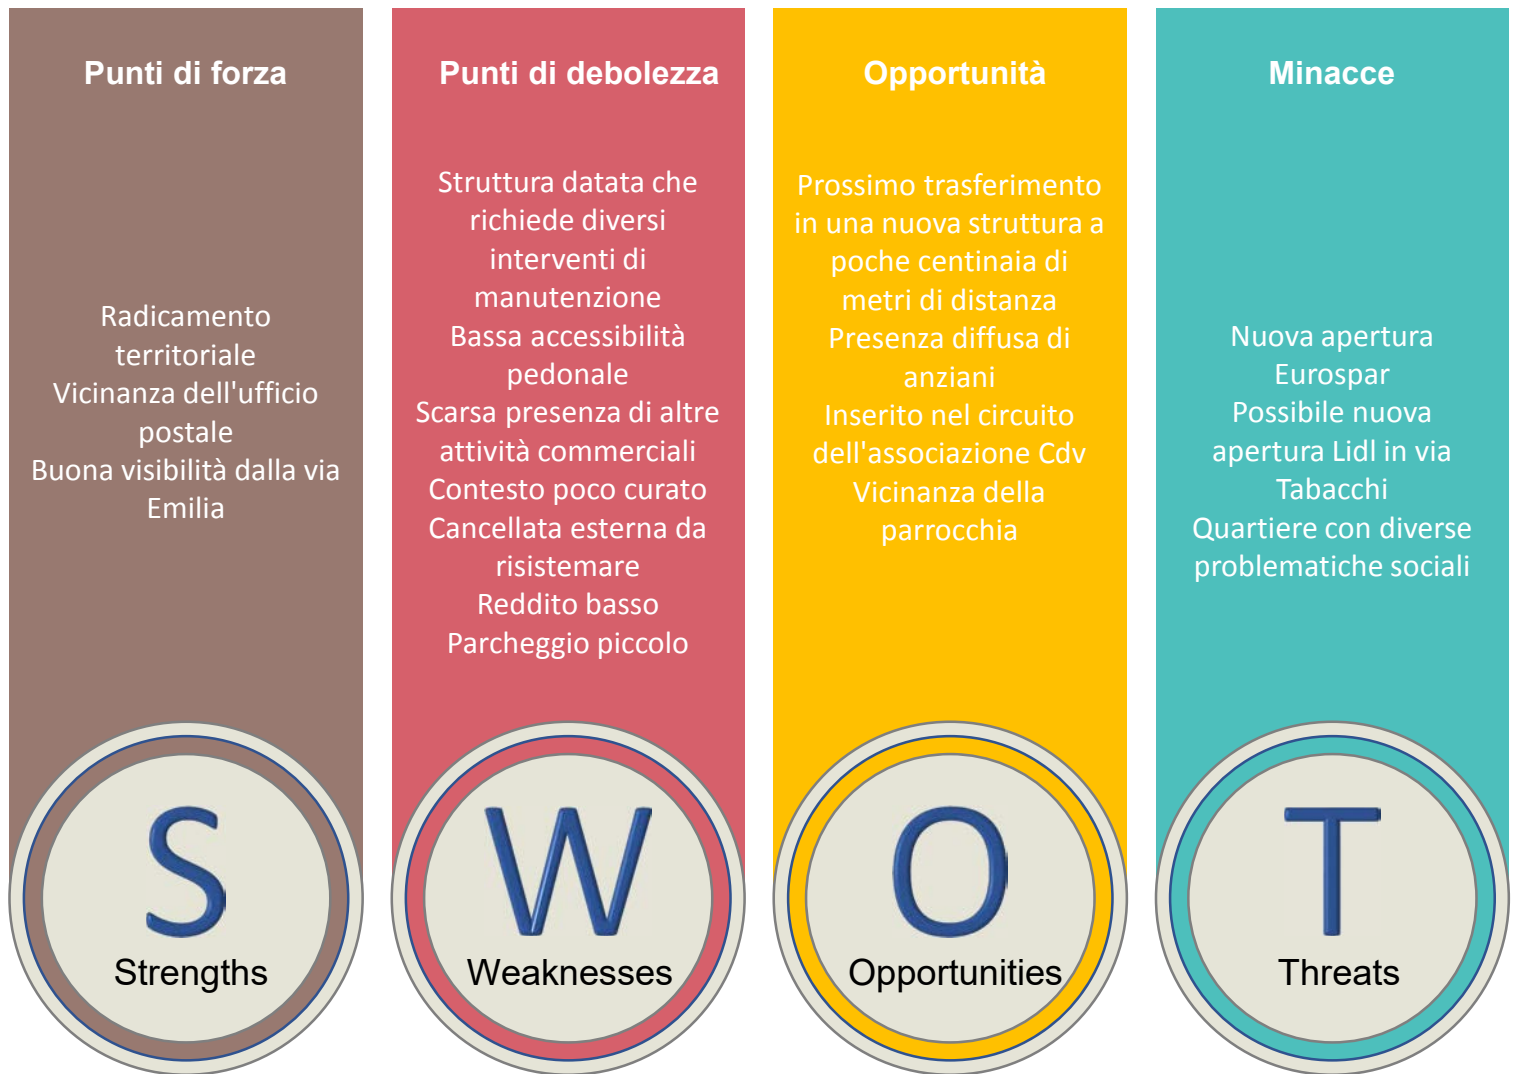 Punti di forza
Radicamento
territoriale
Vicinanza dell'ufficio
postale
Buona visibilità dalla via
Emilia
S
Strengths
Punti di debolezza
Struttura datata che
richiede diversi
interventi di
manutenzione
Bassa accessibilità
pedonale
Scarsa presenza di altre
attività commerciali
Contesto poco curato
Cancellata esterna da
risistemare
Reddito basso
Parcheggio piccolo
W
Weaknesses
Opportunità
Prossimo trasferimento
in una nuova struttura a
poche centinaia di
metri di distanza
Presenza diffusa di
anziani
Inserito nel circuito
dell'associazione Cdv
Vicinanza della
parrocchia
O
Opportunities
Minacce
Nuova apertura
Eurospar
Possibile nuova
apertura Lidl in via
Tabacchi
Quartiere con diverse
problematiche sociali
T
Threats